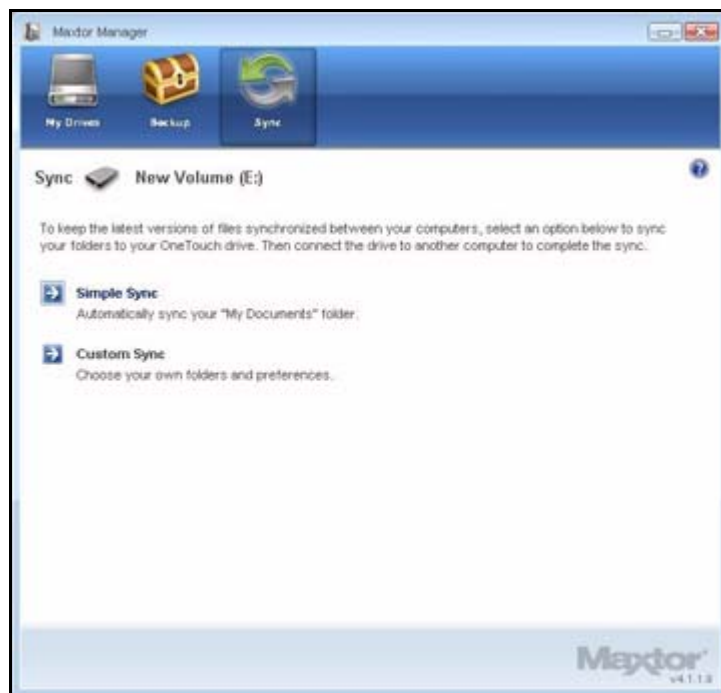 Maxtor Manager
My Drives Backup Sync
Sync New Volume (E:)
To keep the latest versions of files synchronized between your computers, select an option below to sync
your folders to your OneTouch drive. Then connect the drive to another computer to complete the sync.
Simple Sync
Automatically sync your "My Documents" folder.
Custom Sync
Choose your own folders and preferences.
Maxtor